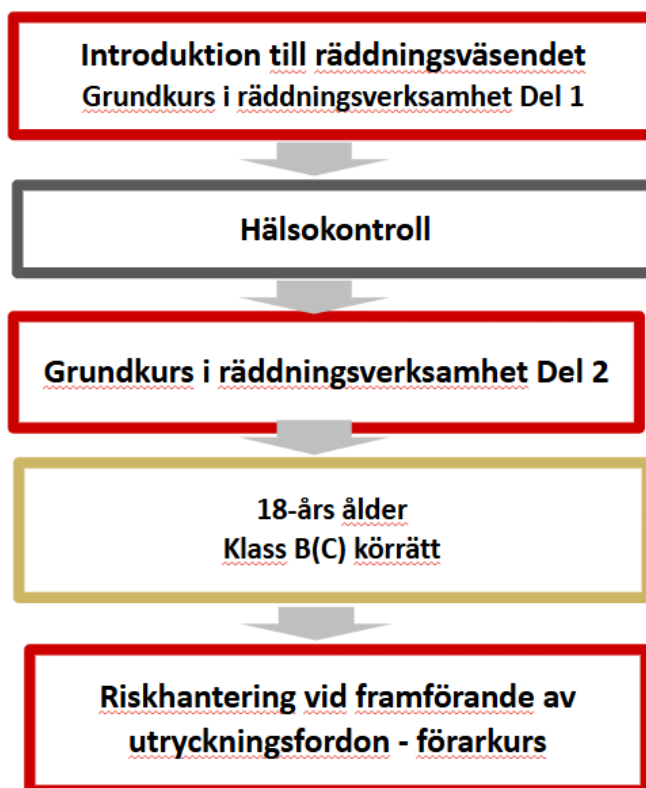 Introduktion till räddningsväsendet
Grundkurs i räddningsverksamhet Del 1
Hälsokontroll
Grundkurs i räddningsverksamhet Del 2
18-års ålder
Klass B(C) körrätt
Riskhantering vid framförande av
utryckningsfordon - förarkurs